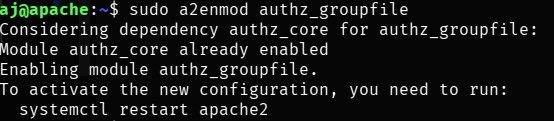 aj@apache:~$ sudo a2enmod authz_groupfile
Considering dependency authz_core for authz_groupfile:
Module authz_core already enabled
Enabling module authz_groupfile.
To activate the new configuration, you need to run:
  systemctl restart apache2